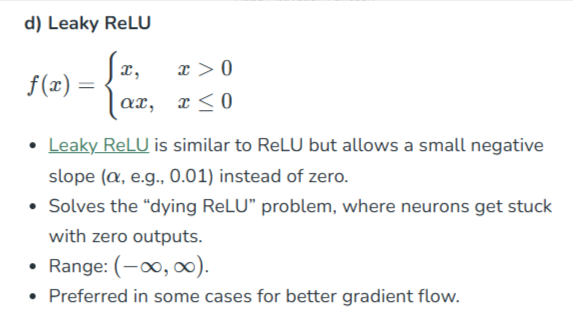 d) Leaky ReLU
f(x) = { x, x > 0
αx, x ≤ 0
• Leaky ReLU is similar to ReLU but allows a small negative
slope (α, e.g., 0.01) instead of zero.
• Solves the “dying ReLU” problem, where neurons get stuck
with zero outputs.
• Range: (−∞, ∞).
• Preferred in some cases for better gradient flow.